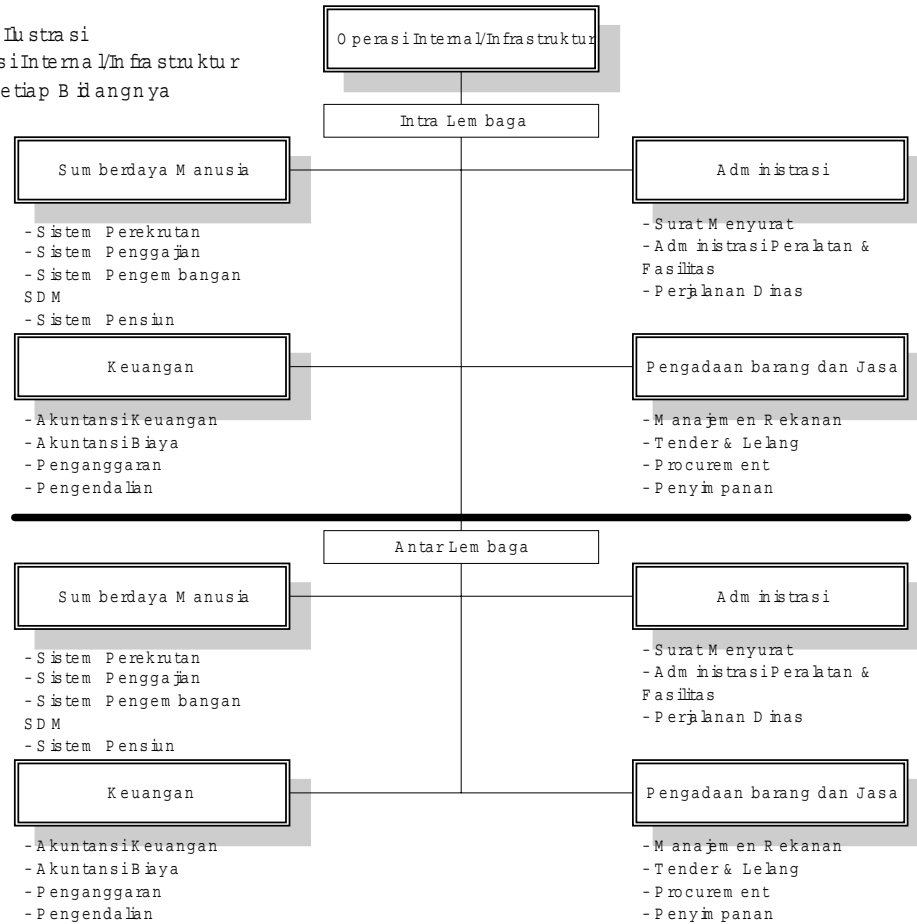 Ilustrasi
si Internal/Infrastruktur
etiap Bidangnya
Operasi Internal/Infrastruktur
Intra Lembaga
Sumberdaya Manusia
- Sistem Perekrutan
- Sistem Penggajian
- Sistem Pengembangan
SDM
- Sistem Pensiun
Administrasi
- Surat Menyurat
- Administrasi Peralatan &
Fasilitas
- Perjalanan Dinas
Keuangan
- Akuntansi Keuangan
- Akuntansi Biaya
- Penganggaran
- Pengendalian
Pengadaan barang dan Jasa
- Manajemen Rekanan
- Tender & Lelang
- Procurement
- Penyimpanan
Antar Lembaga
Sumberdaya Manusia
- Sistem Perekrutan
- Sistem Penggajian
- Sistem Pengembangan
SDM
- Sistem Pensiun
Administrasi
- Surat Menyurat
- Administrasi Peralatan &
Fasilitas
- Perjalanan Dinas
Keuangan
- Akuntansi Keuangan
- Akuntansi Biaya
- Penganggaran
- Pengendalian
Pengadaan barang dan Jasa
- Manajemen Rekanan
- Tender & Lelang
- Procurement
- Penyimpanan